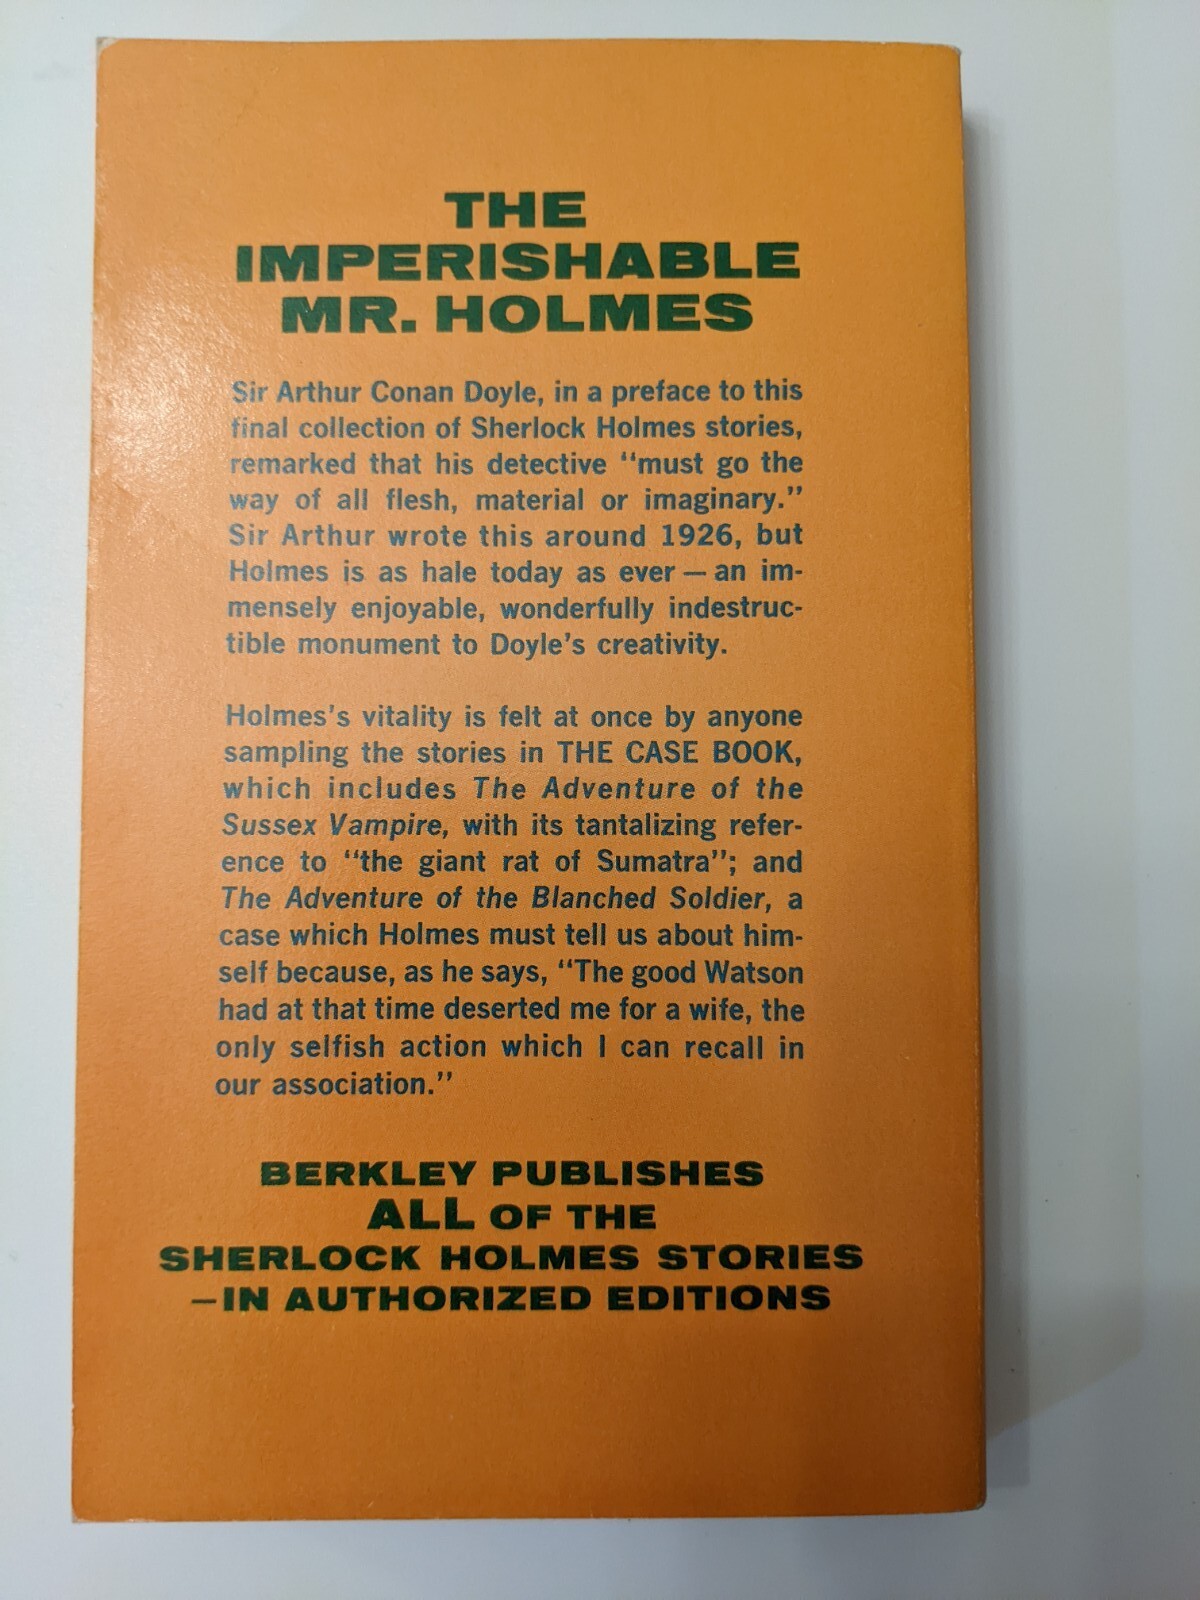 THE
IMPERISHABLE
MR. HOLMES
Sir Arthur Conan Doyle, in a preface to this
final collection of Sherlock Holmes stories,
remarked that his detective “must go the
way of all flesh, material or imaginary.”
Sir Arthur wrote this around 1926, but
Holmes is as hale today as ever — an im-
mensely enjoyable, wonderfully indestruc-
tible monument to Doyle’s creativity.
Holmes’s vitality is felt at once by anyone
sampling the stories in THE CASE BOOK,
which includes The Adventure of the
Sussex Vampire, with its tantalizing refer-
ence to “the giant rat of Sumatra”; and
The Adventure of the Blanched Soldier, a
case which Holmes must tell us about him-
self because, as he says, “The good Watson
had at that time deserted me for a wife, the
only selfish action which I can recall in
our association.”
BERKLEY PUBLISHES
ALL OF THE
SHERLOCK HOLMES STORIES
—IN AUTHORIZED EDITIONS